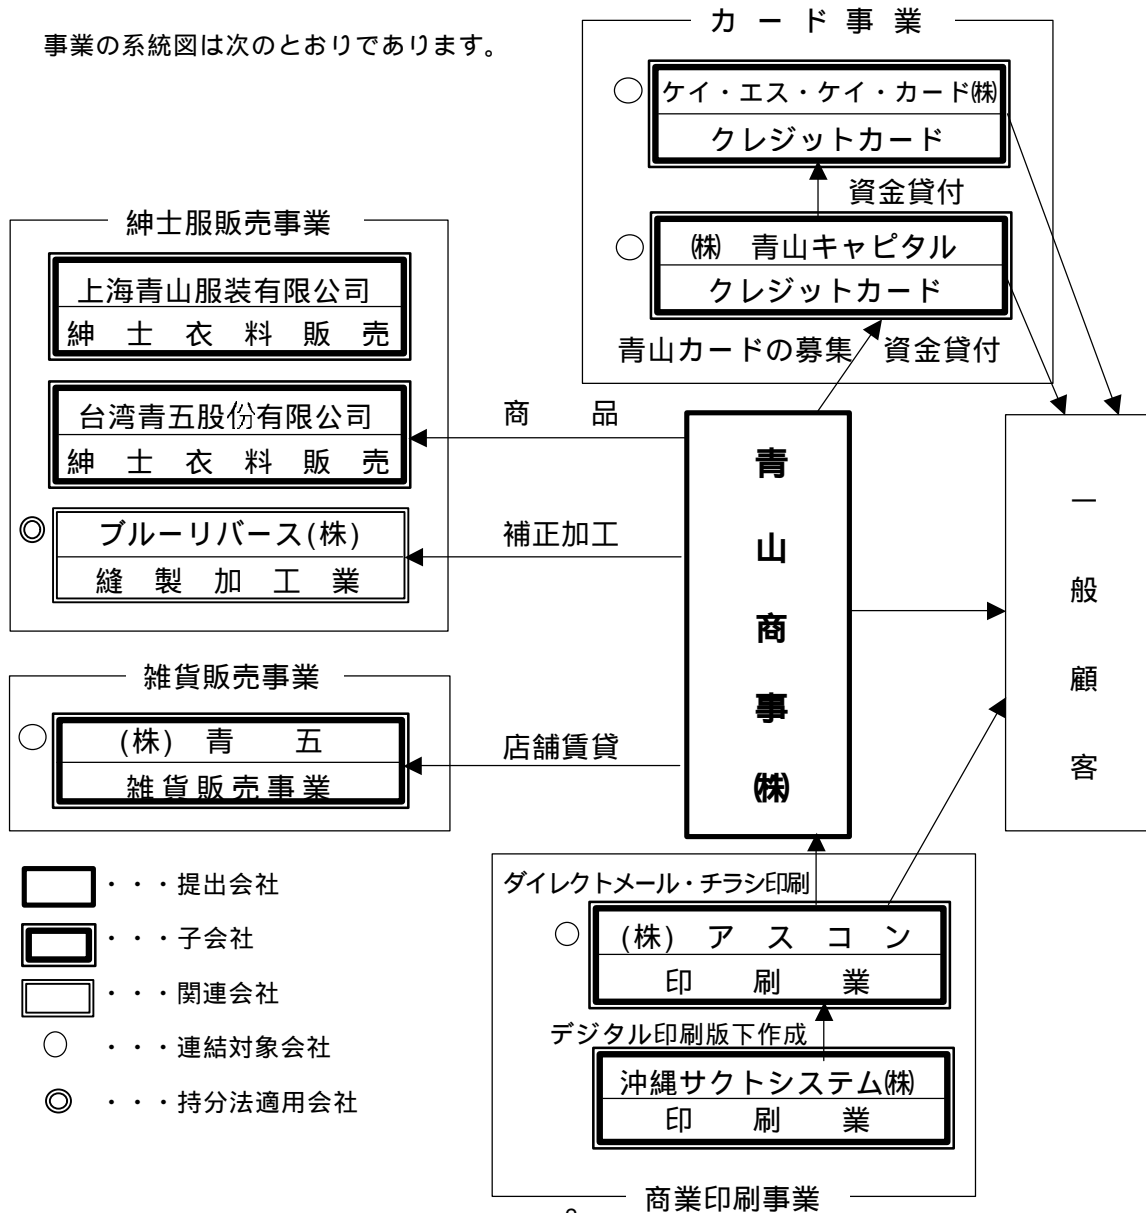 事業の系統図は次のとおりであります。
カード事業
ケイ・エス・ケイ・カード㈱
クレジットカード
資金貸付
㈱ 青山キャピタル
クレジットカード
青山カードの募集 資金貸付
紳士服販売事業
上海青山服装有限公司
紳士衣料販売
台湾青五股份有限公司
紳士衣料販売
ブルーリバース(株)
縫製加工業
商品
補正加工
青山商事㈱
一般顧客
雑貨販売事業
(株) 青五
雑貨販売事業
店舗賃貸
・・・提出会社
・・・子会社
・・・関連会社
○ ・・・連結対象会社
◎ ・・・持分法適用会社
ダイレクトメール・チラシ印刷
(株) アスコン
印刷業
デジタル印刷版下作成
沖縄サクトシステム㈱
印刷業
商業印刷事業